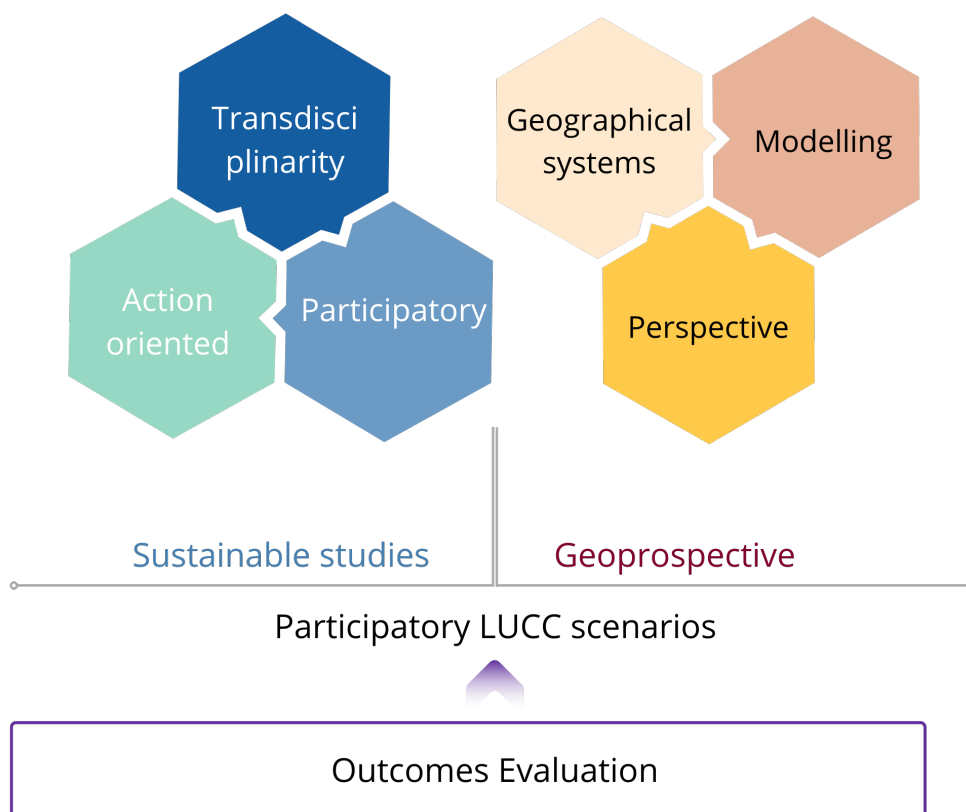 Transdisci
plinarity
Action
oriented
Participatory
Geographical
systems
Modelling
Perspective
Sustainable studies
Geoprospective
Participatory LUCC scenarios
Outcomes Evaluation